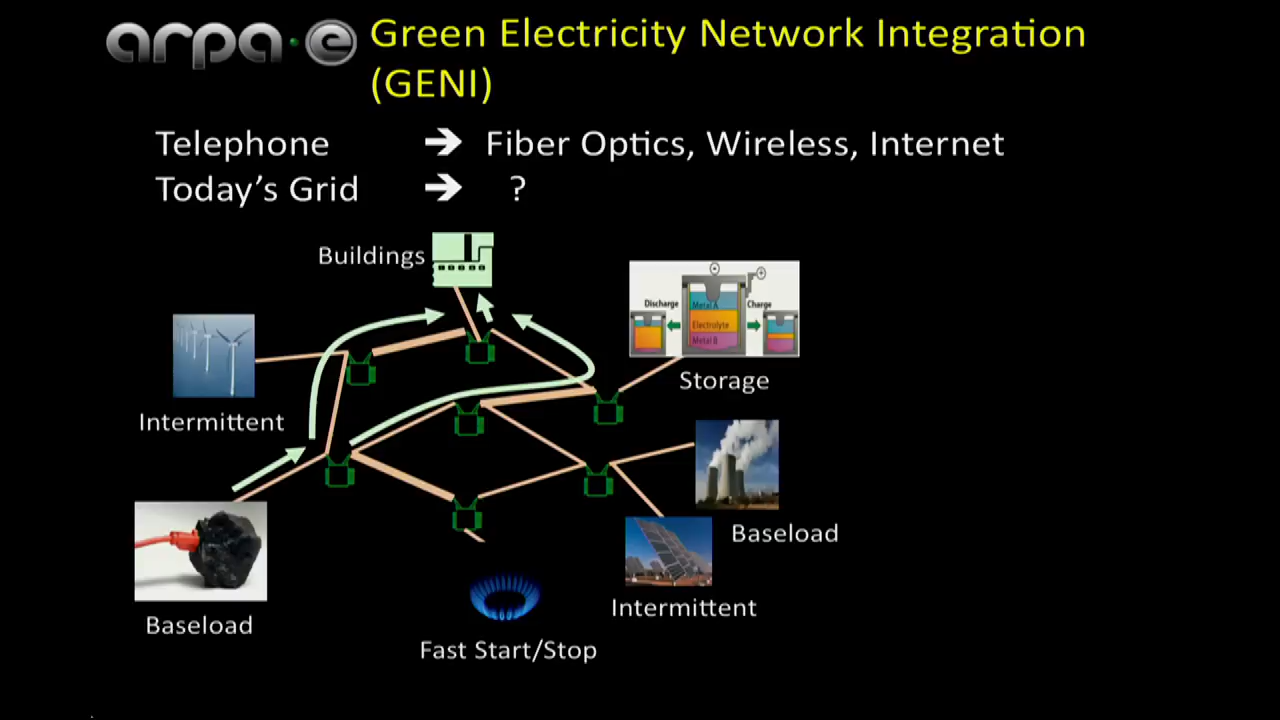 arpa·e
Green Electricity Network Integration
(GENI)
Telephone → Fiber Optics, Wireless, Internet
Today's Grid → ?
Buildings
Discharge
Metal A
Charge
Electrolyte
Metal B
Storage
Intermittent
Baseload
Intermittent
Baseload
Fast Start/Stop